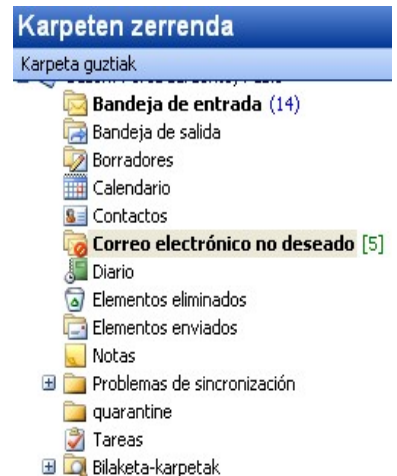 Karpeten zerrenda
Karpeta guztiak
Bandeja de entrada (14)
Bandeja de salida
Borradores
Calendario
Contactos
Correo electrónico no deseado [5]
Diario
Elementos eliminados
Elementos enviados
Notas
Problemas de sincronización
quarantine
Tareas
Bilaketa-karpetak